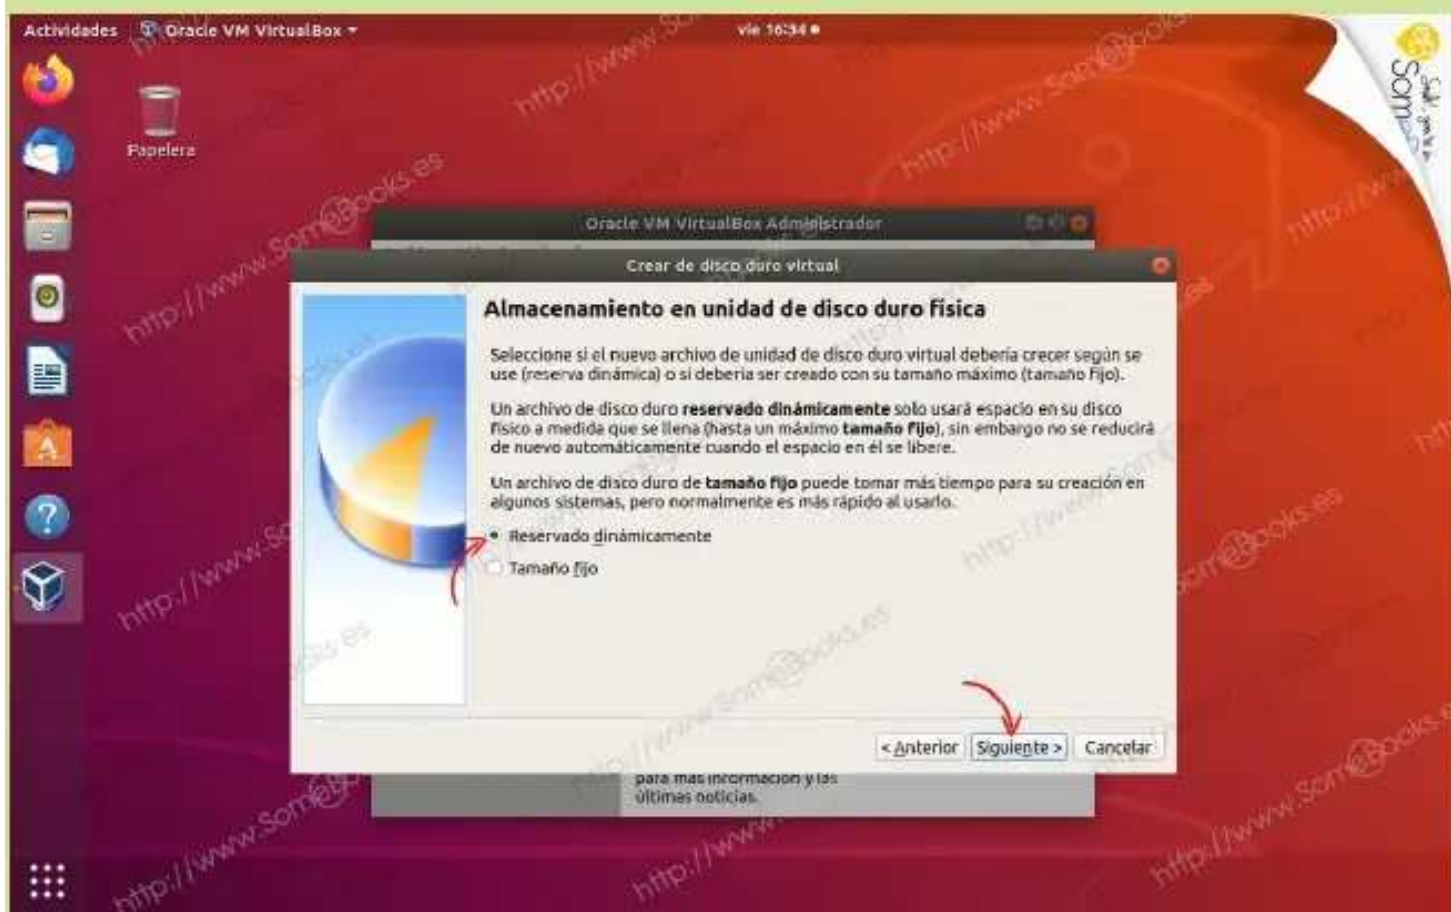 Actividades Oracle VM VirtualBox vie 16:34
Papelera
Oracle VM VirtualBox Administrador
Crear de disco duro virtual
Almacenamiento en unidad de disco duro física
Seleccione si el nuevo archivo de unidad de disco duro virtual debería crecer según se
use (reserva dinámica) o si debería ser creado con su tamaño máximo (tamaño fijo).
Un archivo de disco duro reservado dinámicamente solo usará espacio en su disco
físico a medida que se llena (hasta un máximo tamaño fijo), sin embargo no se reducirá
de nuevo automáticamente cuando el espacio en él se libere.
Un archivo de disco duro de tamaño fijo puede tomar más tiempo para su creación en
algunos sistemas, pero normalmente es más rápido al usarlo.
Reservado dinámicamente
Tamaño fijo
< Anterior Siguiente > Cancelar
para más información y las
últimas noticias.
http://www.SomeBooks.es